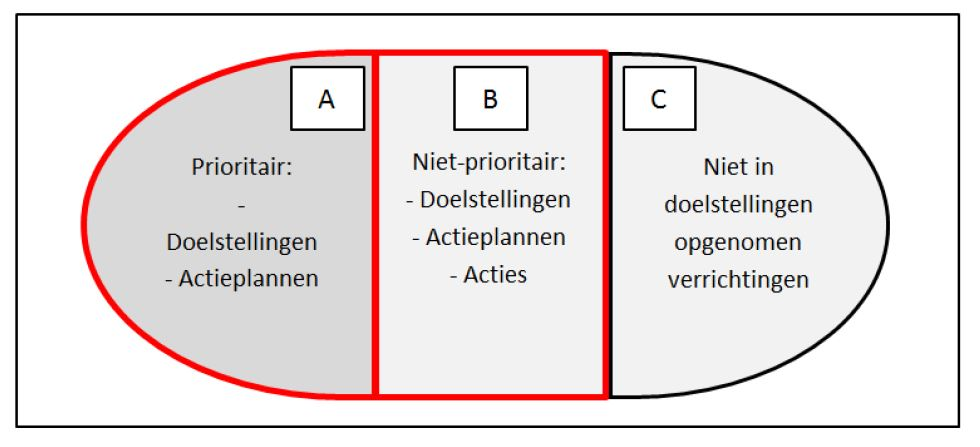 A
Prioritair:
-
Doelstellingen
- Actieplannen
B
Niet-prioritair:
- Doelstellingen
- Actieplannen
- Acties
C
Niet in
doelstellingen
opgenomen
verrichtingen